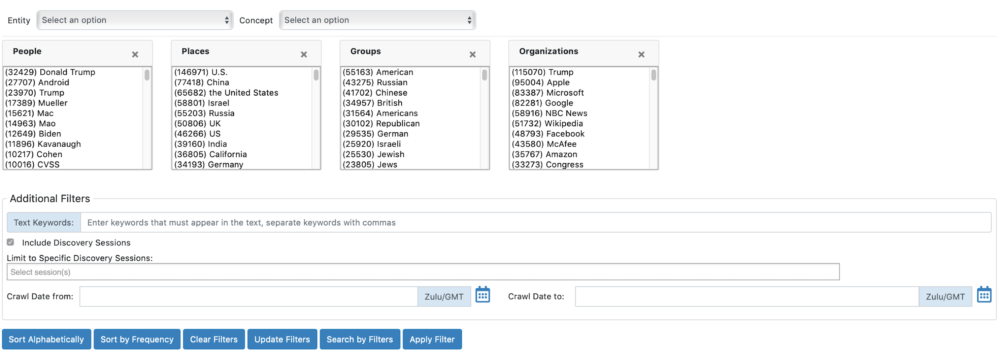 Entity Select an option Concept Select an option
People
(32429) Donald Trump
(27707) Android
(23970) Trump
(17389) Mueller
(15621) Mac
(14963) Mao
(12649) Biden
(11896) Kavanaugh
(10217) Cohen
(10016) CVSS
Places
(146971) U.S.
(77418) China
(65682) the United States
(58801) Israel
(55203) Russia
(50806) UK
(46266) US
(39160) India
(36805) California
(34193) Germany
Groups
(55163) American
(43275) Russian
(41702) Chinese
(34957) British
(31564) Americans
(30102) Republican
(29535) German
(25920) Israeli
(25530) Jewish
(23805) Jews
Organizations
(115070) Trump
(95004) Apple
(83387) Microsoft
(82281) Google
(58916) NBC News
(51732) Wikipedia
(48793) Facebook
(43580) McAfee
(35767) Amazon
(33273) Congress
Additional Filters
Text Keywords: Enter keywords that must appear in the text, separate keywords with commas
Include Discovery Sessions
Limit to Specific Discovery Sessions:
Select session(s)
Crawl Date from: Zulu/GMT Crawl Date to: Zulu/GMT
Sort Alphabetically Sort by Frequency Clear Filters Update Filters Search by Filters Apply Filter